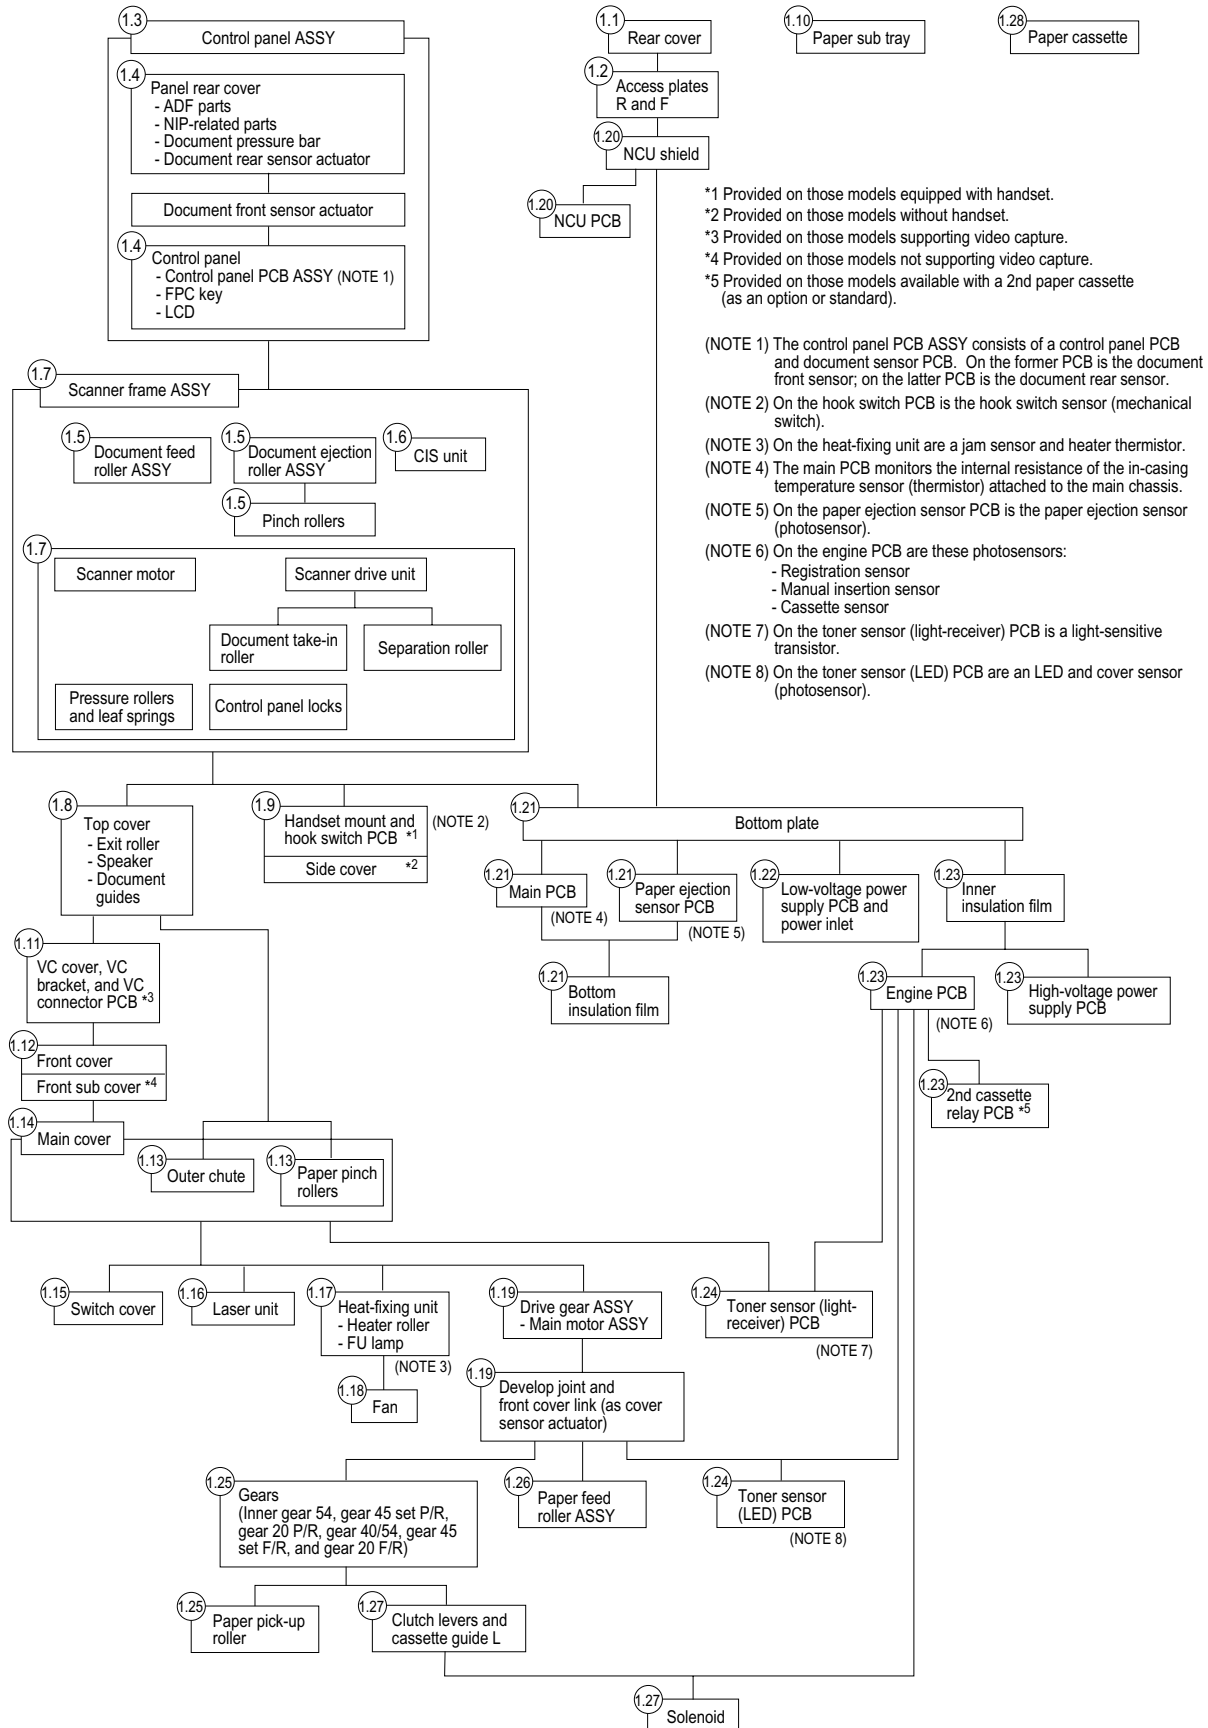 1.3
Control panel ASSY
1.4
Panel rear cover
- ADF parts
- NIP-related parts
- Document pressure bar
- Document rear sensor actuator
Document front sensor actuator
1.4
Control panel
- Control panel PCB ASSY (NOTE 1)
- FPC key
- LCD
1.1
Rear cover
1.2
Access plates
R and F
1.20
NCU shield
1.20
NCU PCB
1.10
Paper sub tray
1.28
Paper cassette
*1 Provided on those models equipped with handset.
*2 Provided on those models without handset.
*3 Provided on those models supporting video capture.
*4 Provided on those models not supporting video capture.
*5 Provided on those models available with a 2nd paper cassette
(as an option or standard).
(NOTE 1) The control panel PCB ASSY consists of a control panel PCB
and document sensor PCB. On the former PCB is the document
front sensor; on the latter PCB is the document rear sensor.
(NOTE 2) On the hook switch PCB is the hook switch sensor (mechanical
switch).
(NOTE 3) On the heat-fixing unit are a jam sensor and heater thermistor.
(NOTE 4) The main PCB monitors the internal resistance of the in-casing
temperature sensor (thermistor) attached to the main chassis.
(NOTE 5) On the paper ejection sensor PCB is the paper ejection sensor
(photosensor).
(NOTE 6) On the engine PCB are these photosensors:
- Registration sensor
- Manual insertion sensor
- Cassette sensor
(NOTE 7) On the toner sensor (light-receiver) PCB is a light-sensitive
transistor.
(NOTE 8) On the toner sensor (LED) PCB are an LED and cover sensor
(photosensor).
1.7
Scanner frame ASSY
1.5
Document feed
roller ASSY
1.5
Document ejection
roller ASSY
1.6
CIS unit
1.5
Pinch rollers
1.7
Scanner motor
Scanner drive unit
Document take-in
roller
Separation roller
Pressure rollers
and leaf springs
Control panel locks
1.8
Top cover
- Exit roller
- Speaker
- Document
guides
1.9
Handset mount and
hook switch PCB *1
(NOTE 2)
Side cover *2
1.21
Bottom plate
1.21
Main PCB
(NOTE 4)
1.21
Paper ejection
sensor PCB
(NOTE 5)
1.22
Low-voltage power
supply PCB and
power inlet
1.23
Inner
insulation film
1.11
VC cover, VC
bracket, and VC
connector PCB *3
1.21
Bottom
insulation film
1.23
Engine PCB
(NOTE 6)
1.23
High-voltage power
supply PCB
1.12
Front cover
Front sub cover *4
1.23
2nd cassette
relay PCB *5
1.14
Main cover
1.13
Outer chute
1.13
Paper pinch
rollers
1.15
Switch cover
1.16
Laser unit
1.17
Heat-fixing unit
- Heater roller
- FU lamp
(NOTE 3)
1.18
Fan
1.19
Drive gear ASSY
- Main motor ASSY
1.24
Toner sensor (light-
receiver) PCB
(NOTE 7)
1.19
Develop joint and
front cover link (as cover
sensor actuator)
1.25
Gears
(Inner gear 54, gear 45 set P/R,
gear 20 P/R, gear 40/54, gear 45
set F/R, and gear 20 F/R)
1.26
Paper feed
roller ASSY
1.24
Toner sensor
(LED) PCB
(NOTE 8)
1.25
Paper pick-up
roller
1.27
Clutch levers and
cassette guide L
1.27
Solenoid